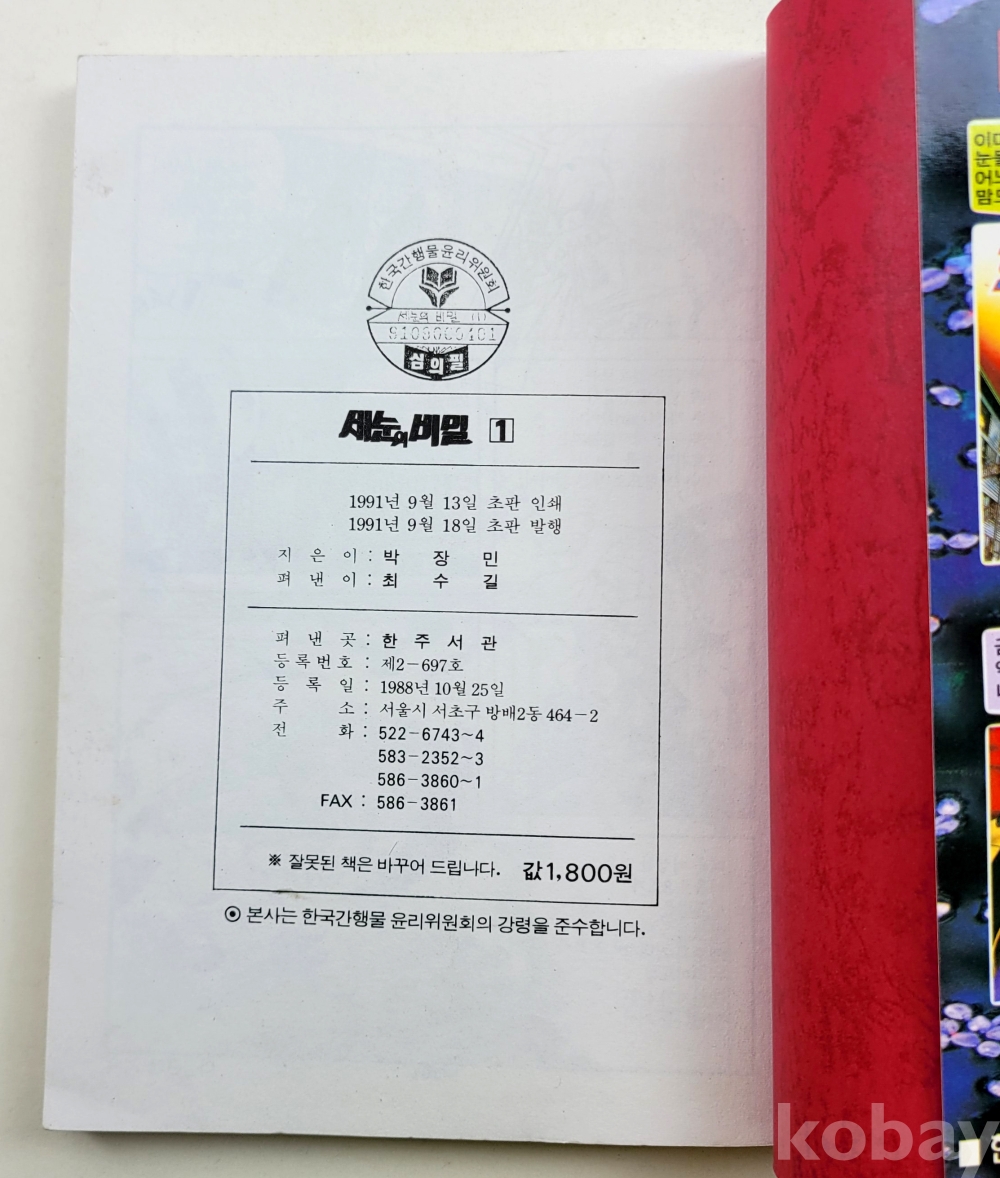 한국간행물윤리위원회
세눈의 비밀 (1)
9109000101
심의필
세눈의 비밀 1
1991년 9월 13일 초판 인쇄
1991년 9월 18일 초판 발행
지 은 이 : 박 장 민
펴 낸 이 : 최 수 길
펴 낸 곳 : 한 주 서 관
등록번호 : 제2-697호
등 록 일 : 1988년 10월 25일
주 소 : 서울시 서초구 방배2동 464-2
전 화 : 522-6743~4
583-2352~3
586-3860~1
FAX : 586-3861
※ 잘못된 책은 바꾸어 드립니다. 값 1,800원
⊙ 본사는 한국간행물 윤리위원회의 강령을 준수합니다.
kobay